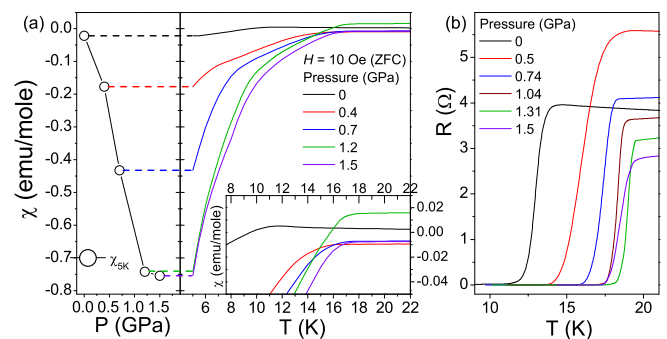 (a)
χ (emu/mole)
0.0
-0.1
-0.2
-0.3
-0.4
-0.5
-0.6
-0.7
-0.8
χ5K
0.0 0.5 1.0 1.5
P (GPa)
H = 10 Oe (ZFC)
Pressure (GPa)
0
0.4
0.7
1.2
1.5
8 10 12 14 16 18 20 22
χ (emu/mole)
0.02
0.00
-0.02
-0.04
6 8 10 12 14 16 18 20 22
T (K)
(b)
R (Ω)
6
5
4
3
2
1
0
Pressure (GPa)
0
0.5
0.74
1.04
1.31
1.5
10 15 20
T (K)